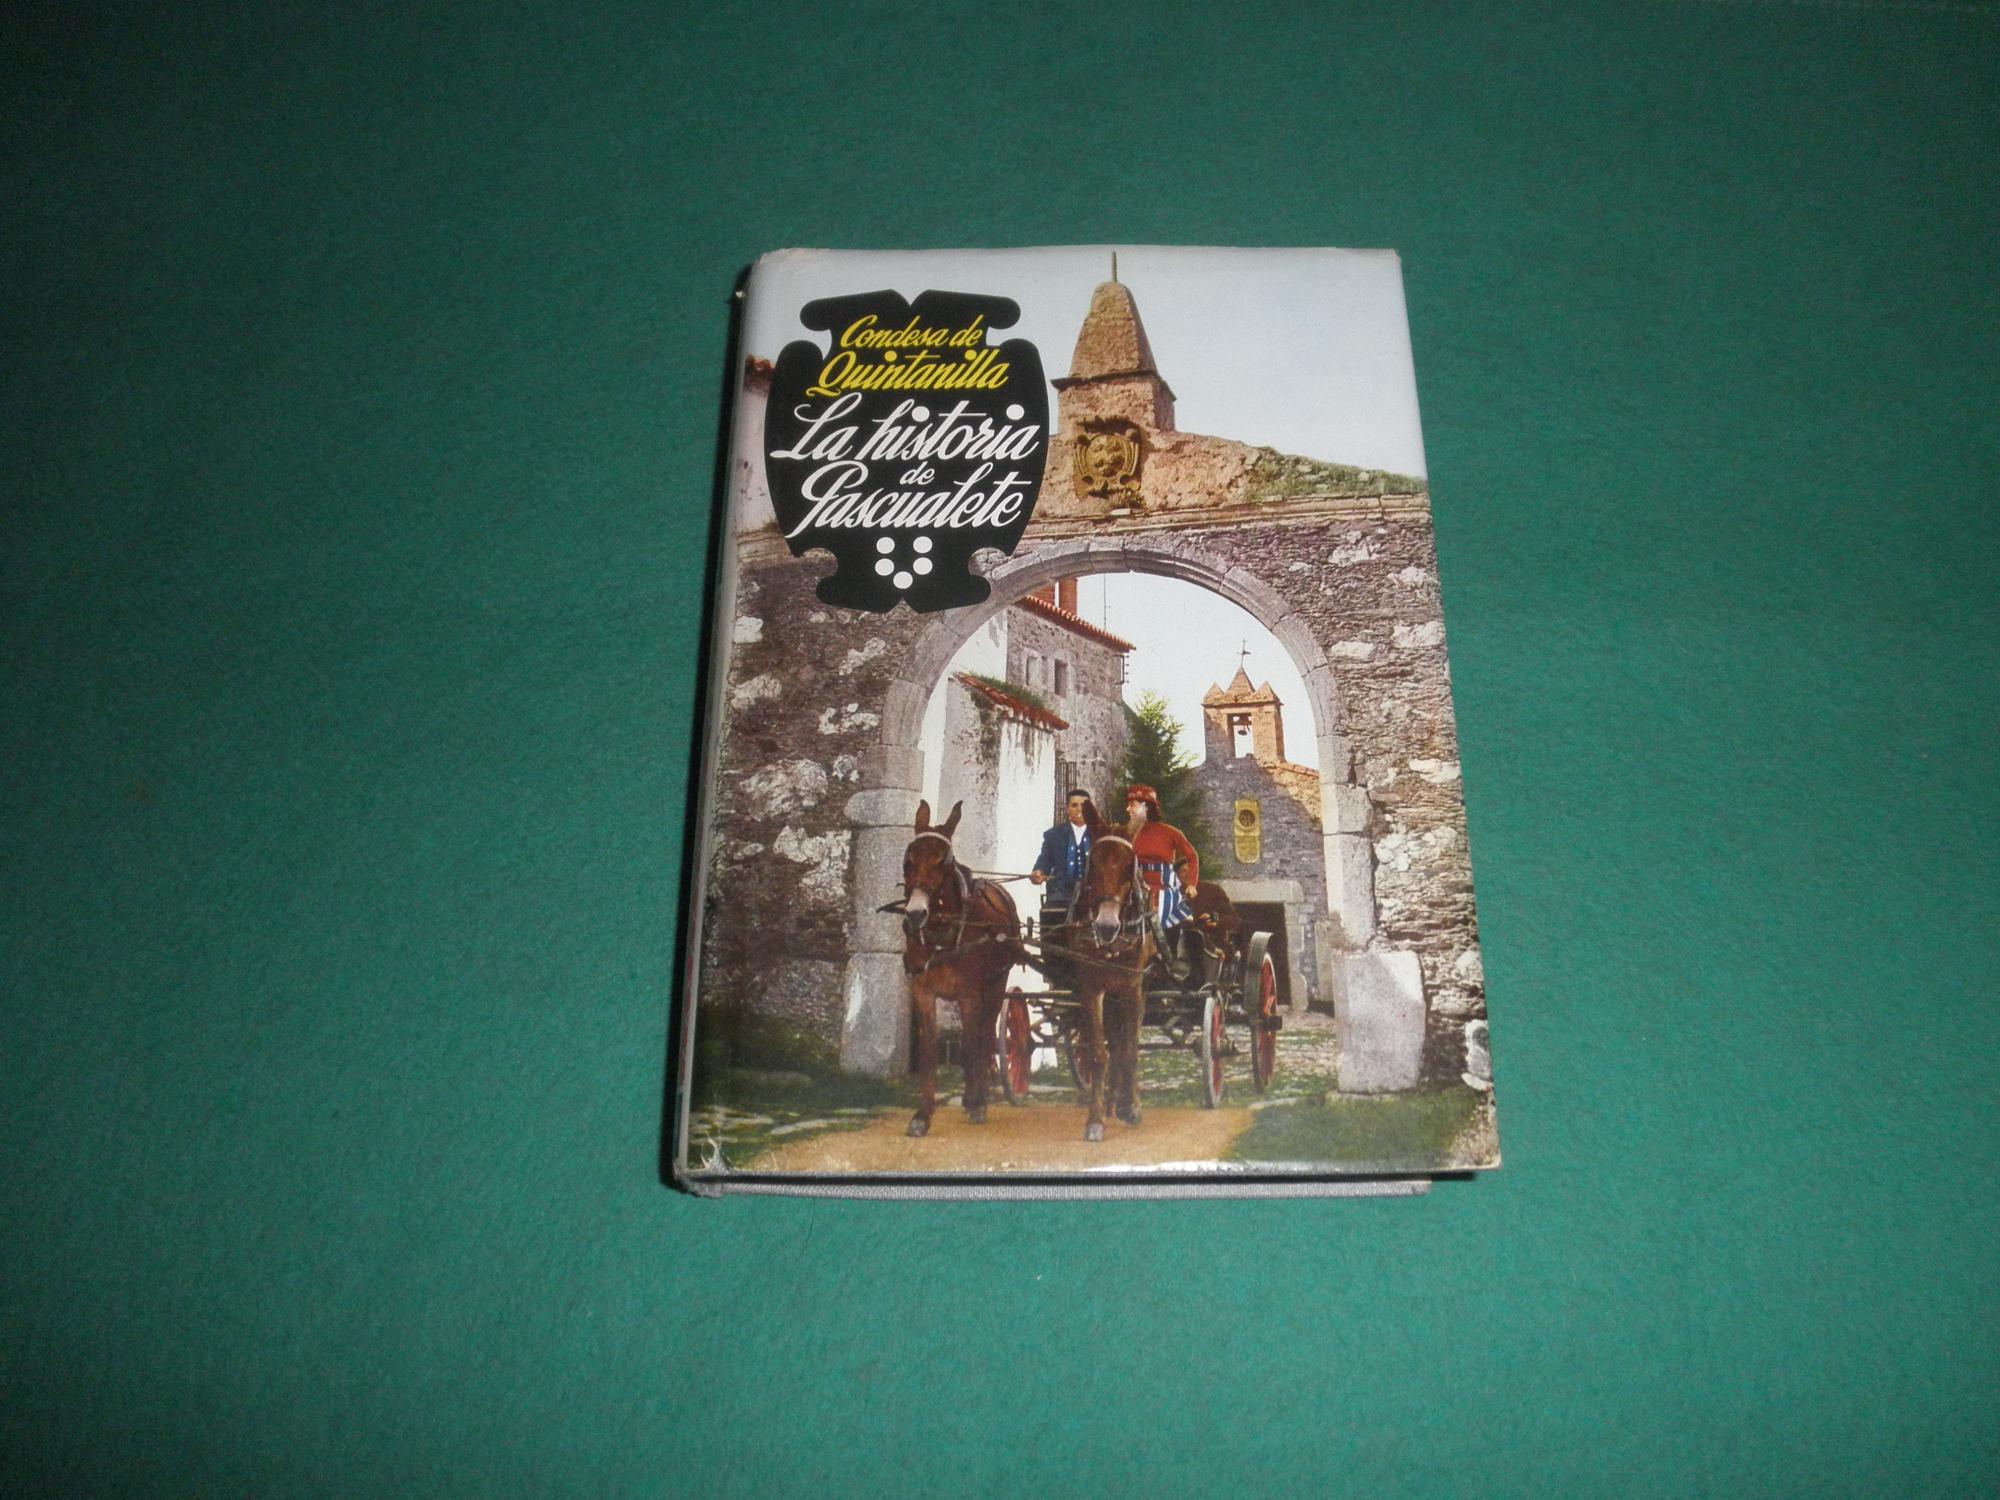 Condesa de
Quintanilla
La historia
de
Pascualete